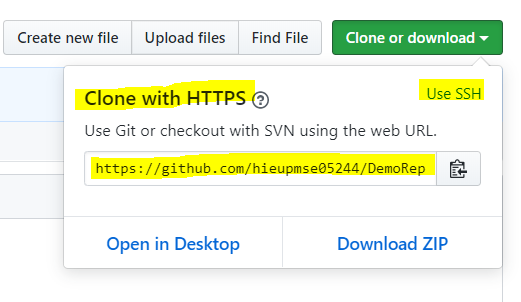 Create new file Upload files Find File Clone or download
Clone with HTTPS ?
Use SSH
Use Git or checkout with SVN using the web URL.
https://github.com/hieupmse05244/DemoRep
Open in Desktop Download ZIP